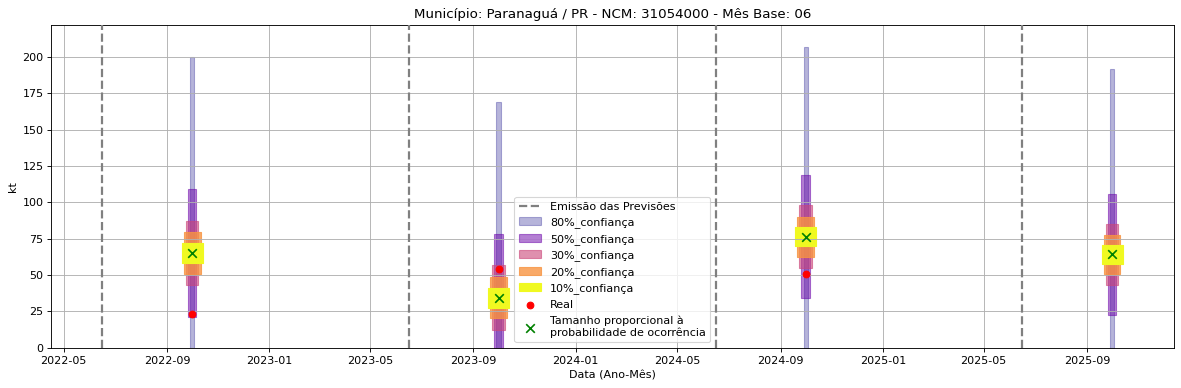 Município: Paranaguá / PR - NCM: 31054000 - Mês Base: 06
kt
200
175
150
125
100
75
50
25
0
Emissão das Previsões
80%_confiança
50%_confiança
30%_confiança
20%_confiança
10%_confiança
Real
Tamanho proporcional à
probabilidade de ocorrência
2022-05 2022-09 2023-01 2023-05 2023-09 2024-01 2024-05 2024-09 2025-01 2025-05 2025-09
Data (Ano-Mês)